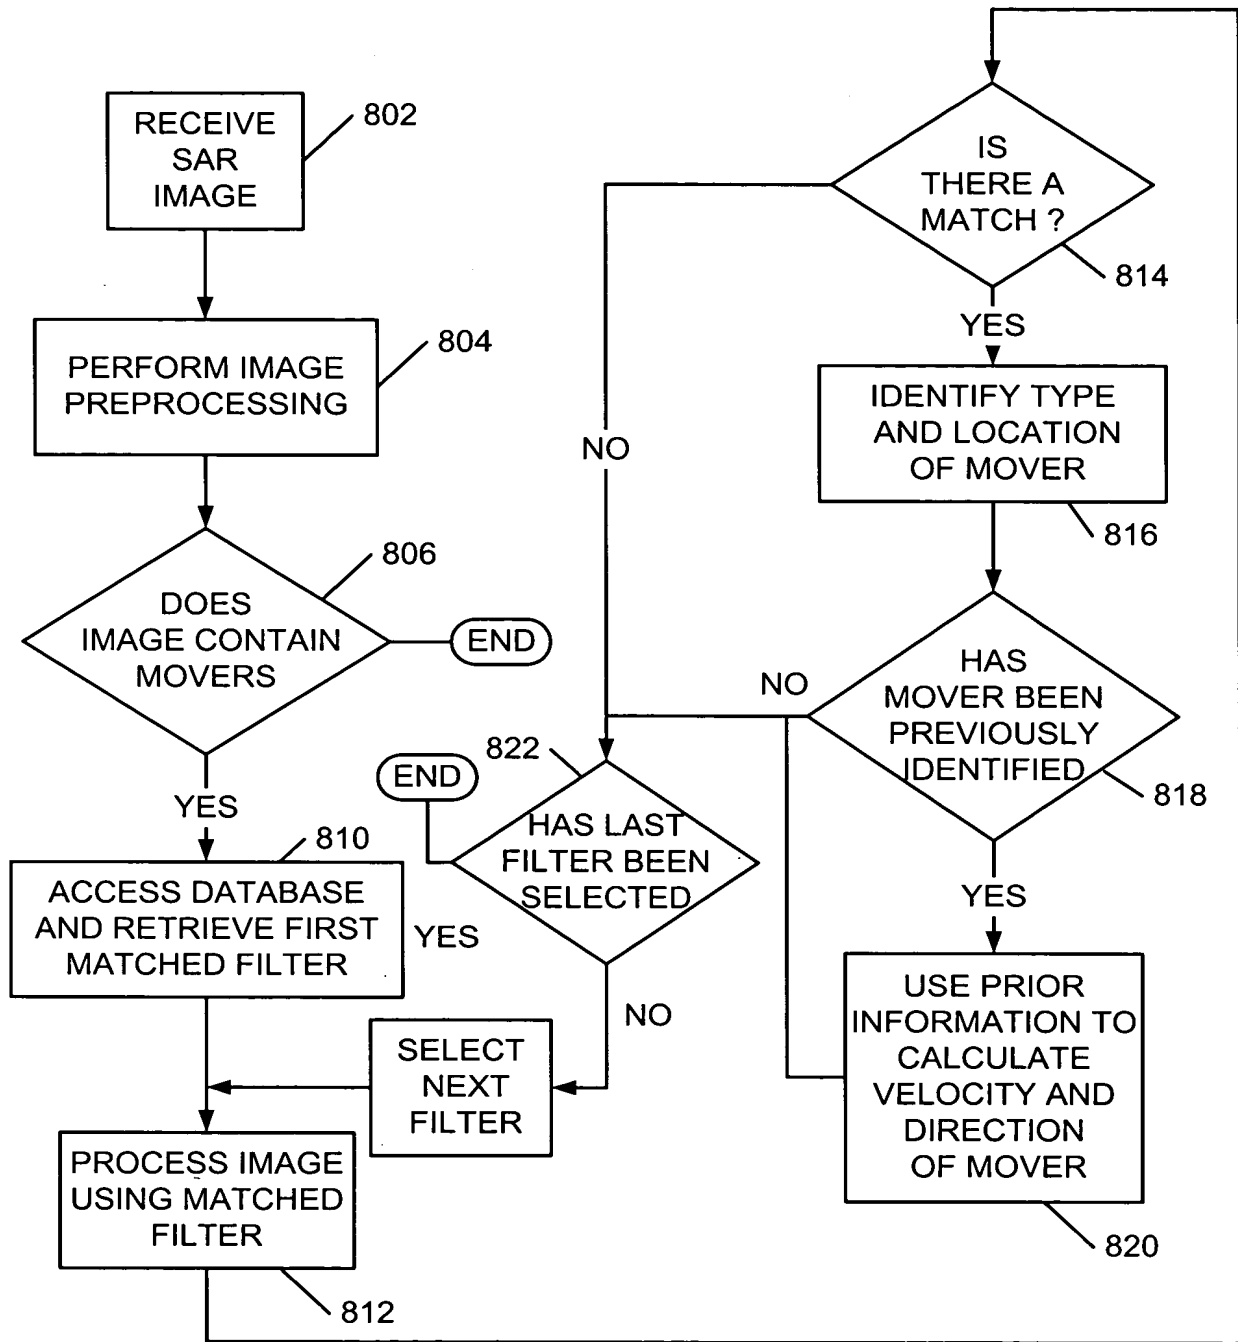 RECEIVE
SAR
IMAGE
802
PERFORM IMAGE
PREPROCESSING
804
DOES
IMAGE CONTAIN
MOVERS
806
END
YES
810
ACCESS DATABASE
AND RETRIEVE FIRST
MATCHED FILTER
PROCESS IMAGE
USING MATCHED
FILTER
812
IS
THERE A
MATCH ?
814
NO
YES
IDENTIFY TYPE
AND LOCATION
OF MOVER
816
HAS
MOVER BEEN
PREVIOUSLY
IDENTIFIED
818
NO
YES
USE PRIOR
INFORMATION TO
CALCULATE
VELOCITY AND
DIRECTION
OF MOVER
820
822
HAS LAST
FILTER BEEN
SELECTED
END
YES
NO
SELECT
NEXT
FILTER